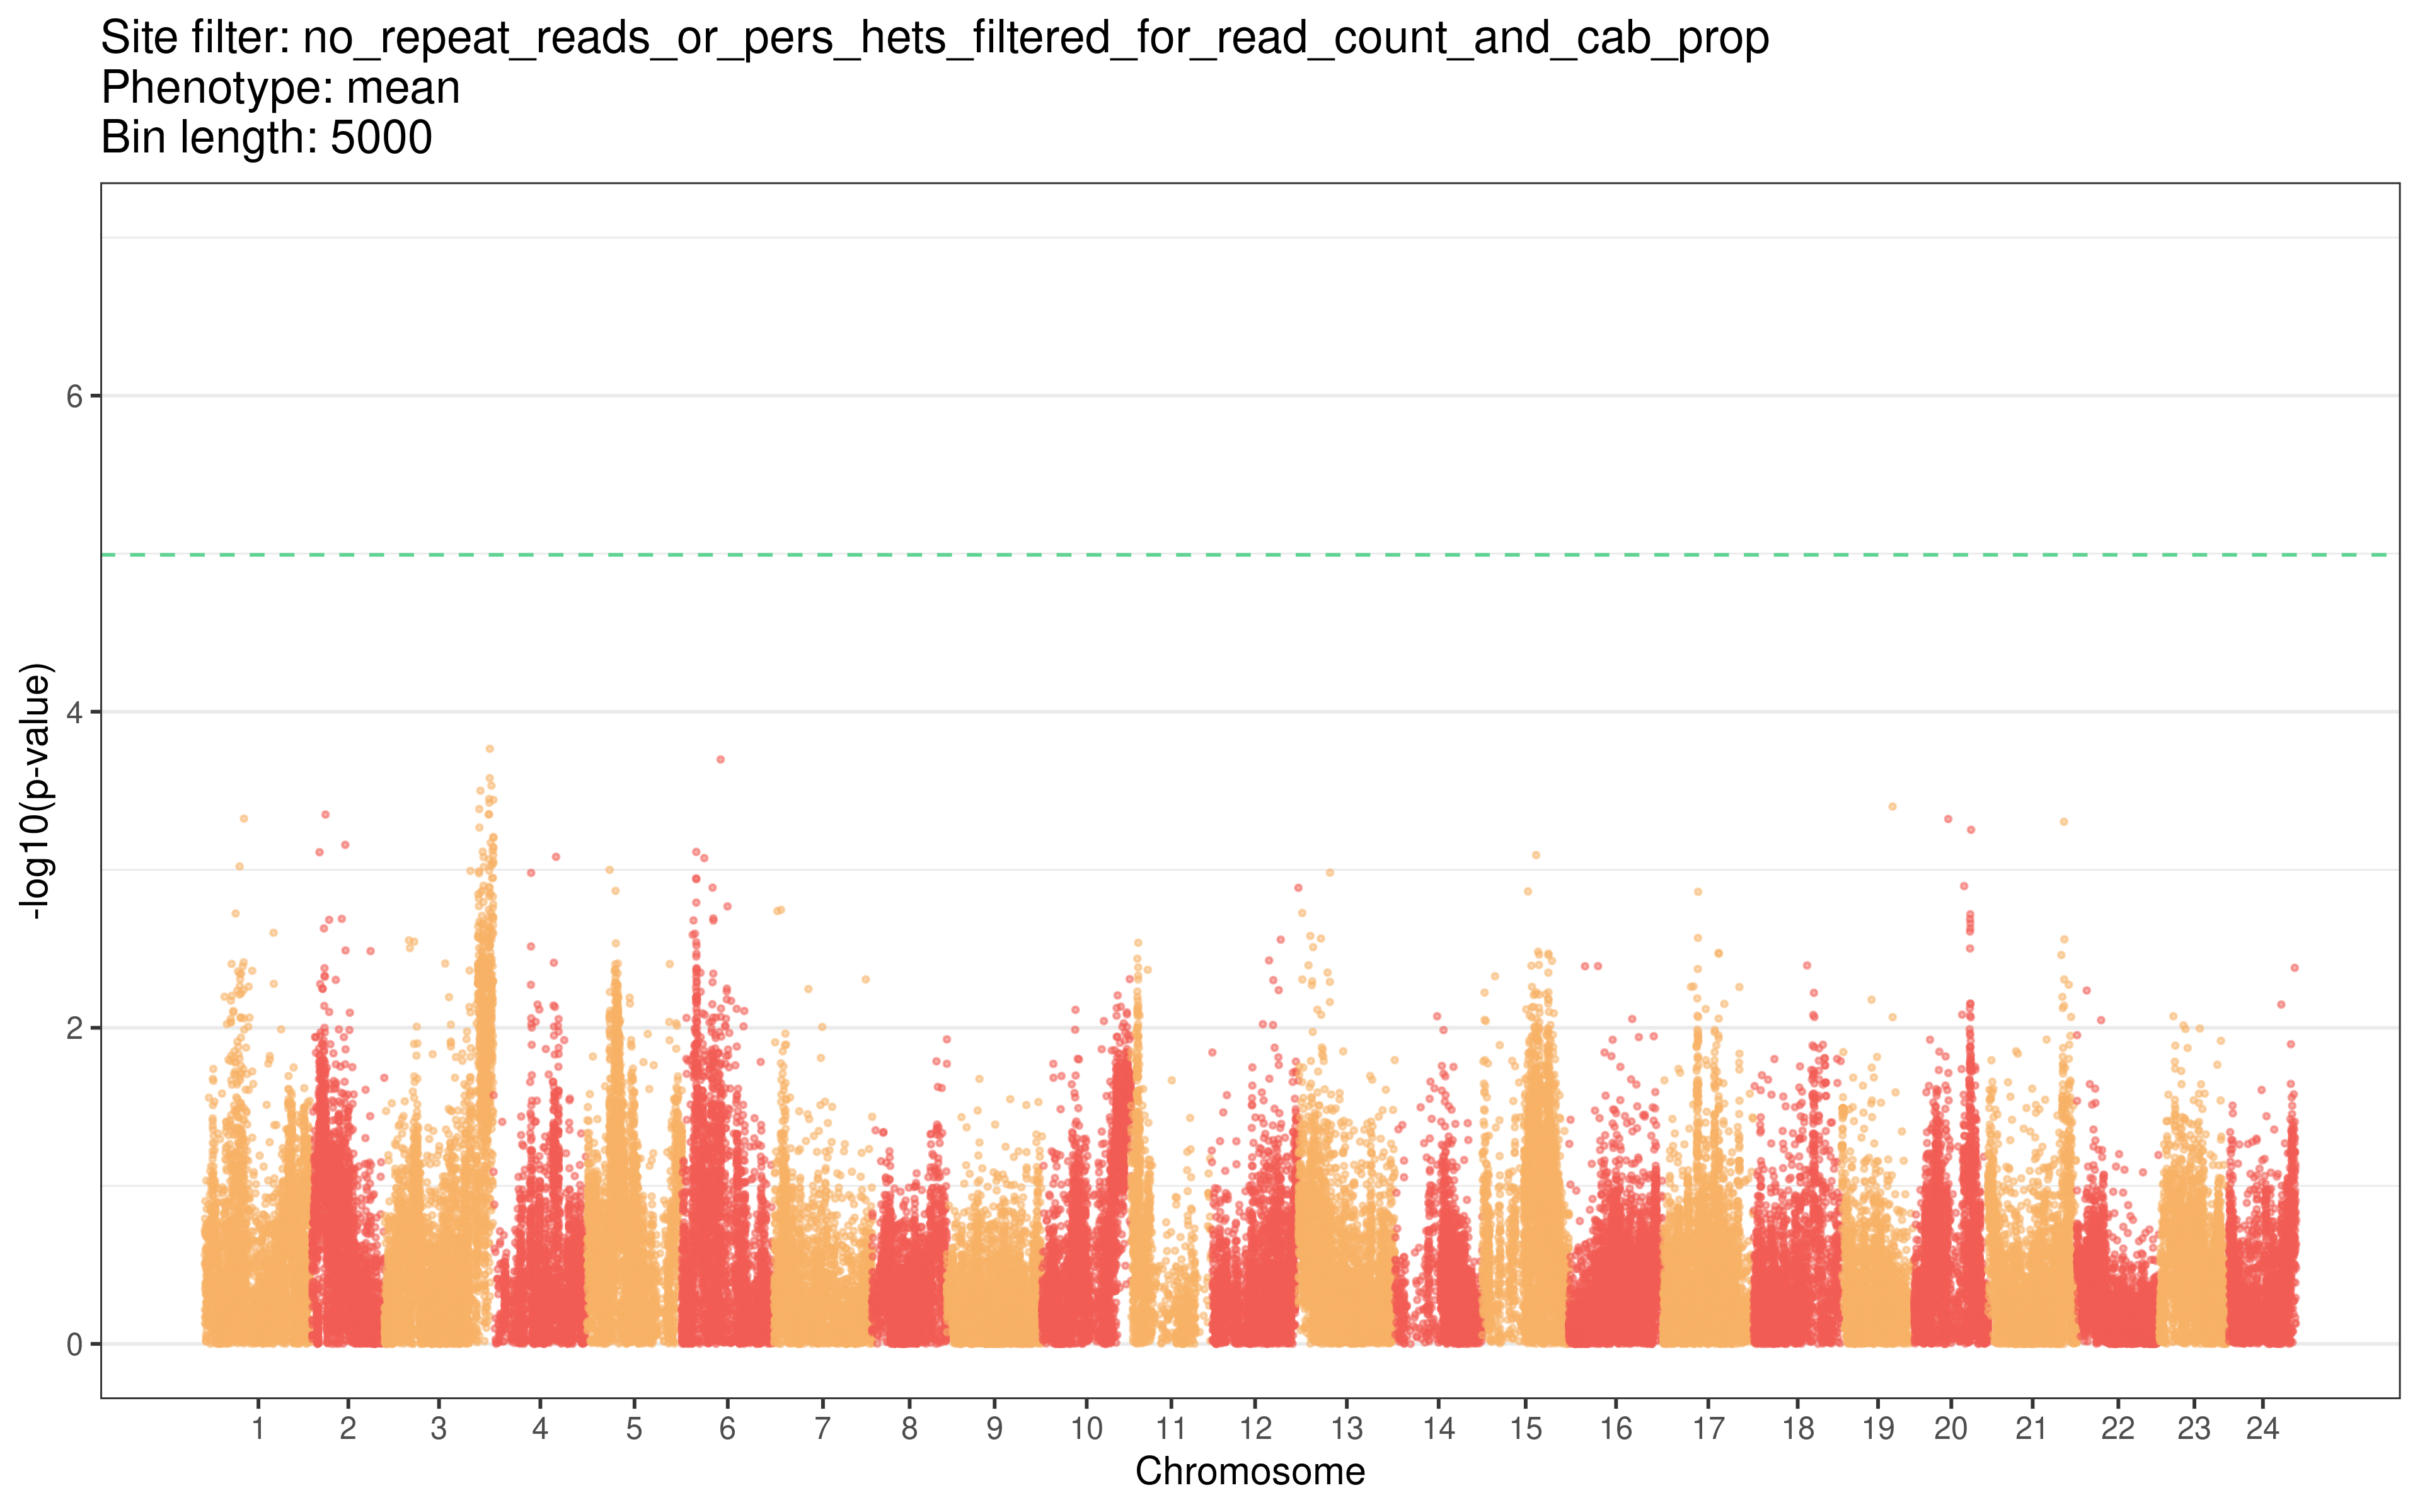 Site filter: no_repeat_reads_or_pers_hets_filtered_for_read_count_and_cab_prop
Phenotype: mean
Bin length: 5000
-log10(p-value)
6
4
2
0
1 2 3 4 5 6 7 8 9 10 11 12 13 14 15 16 17 18 19 20 21 22 23 24
Chromosome